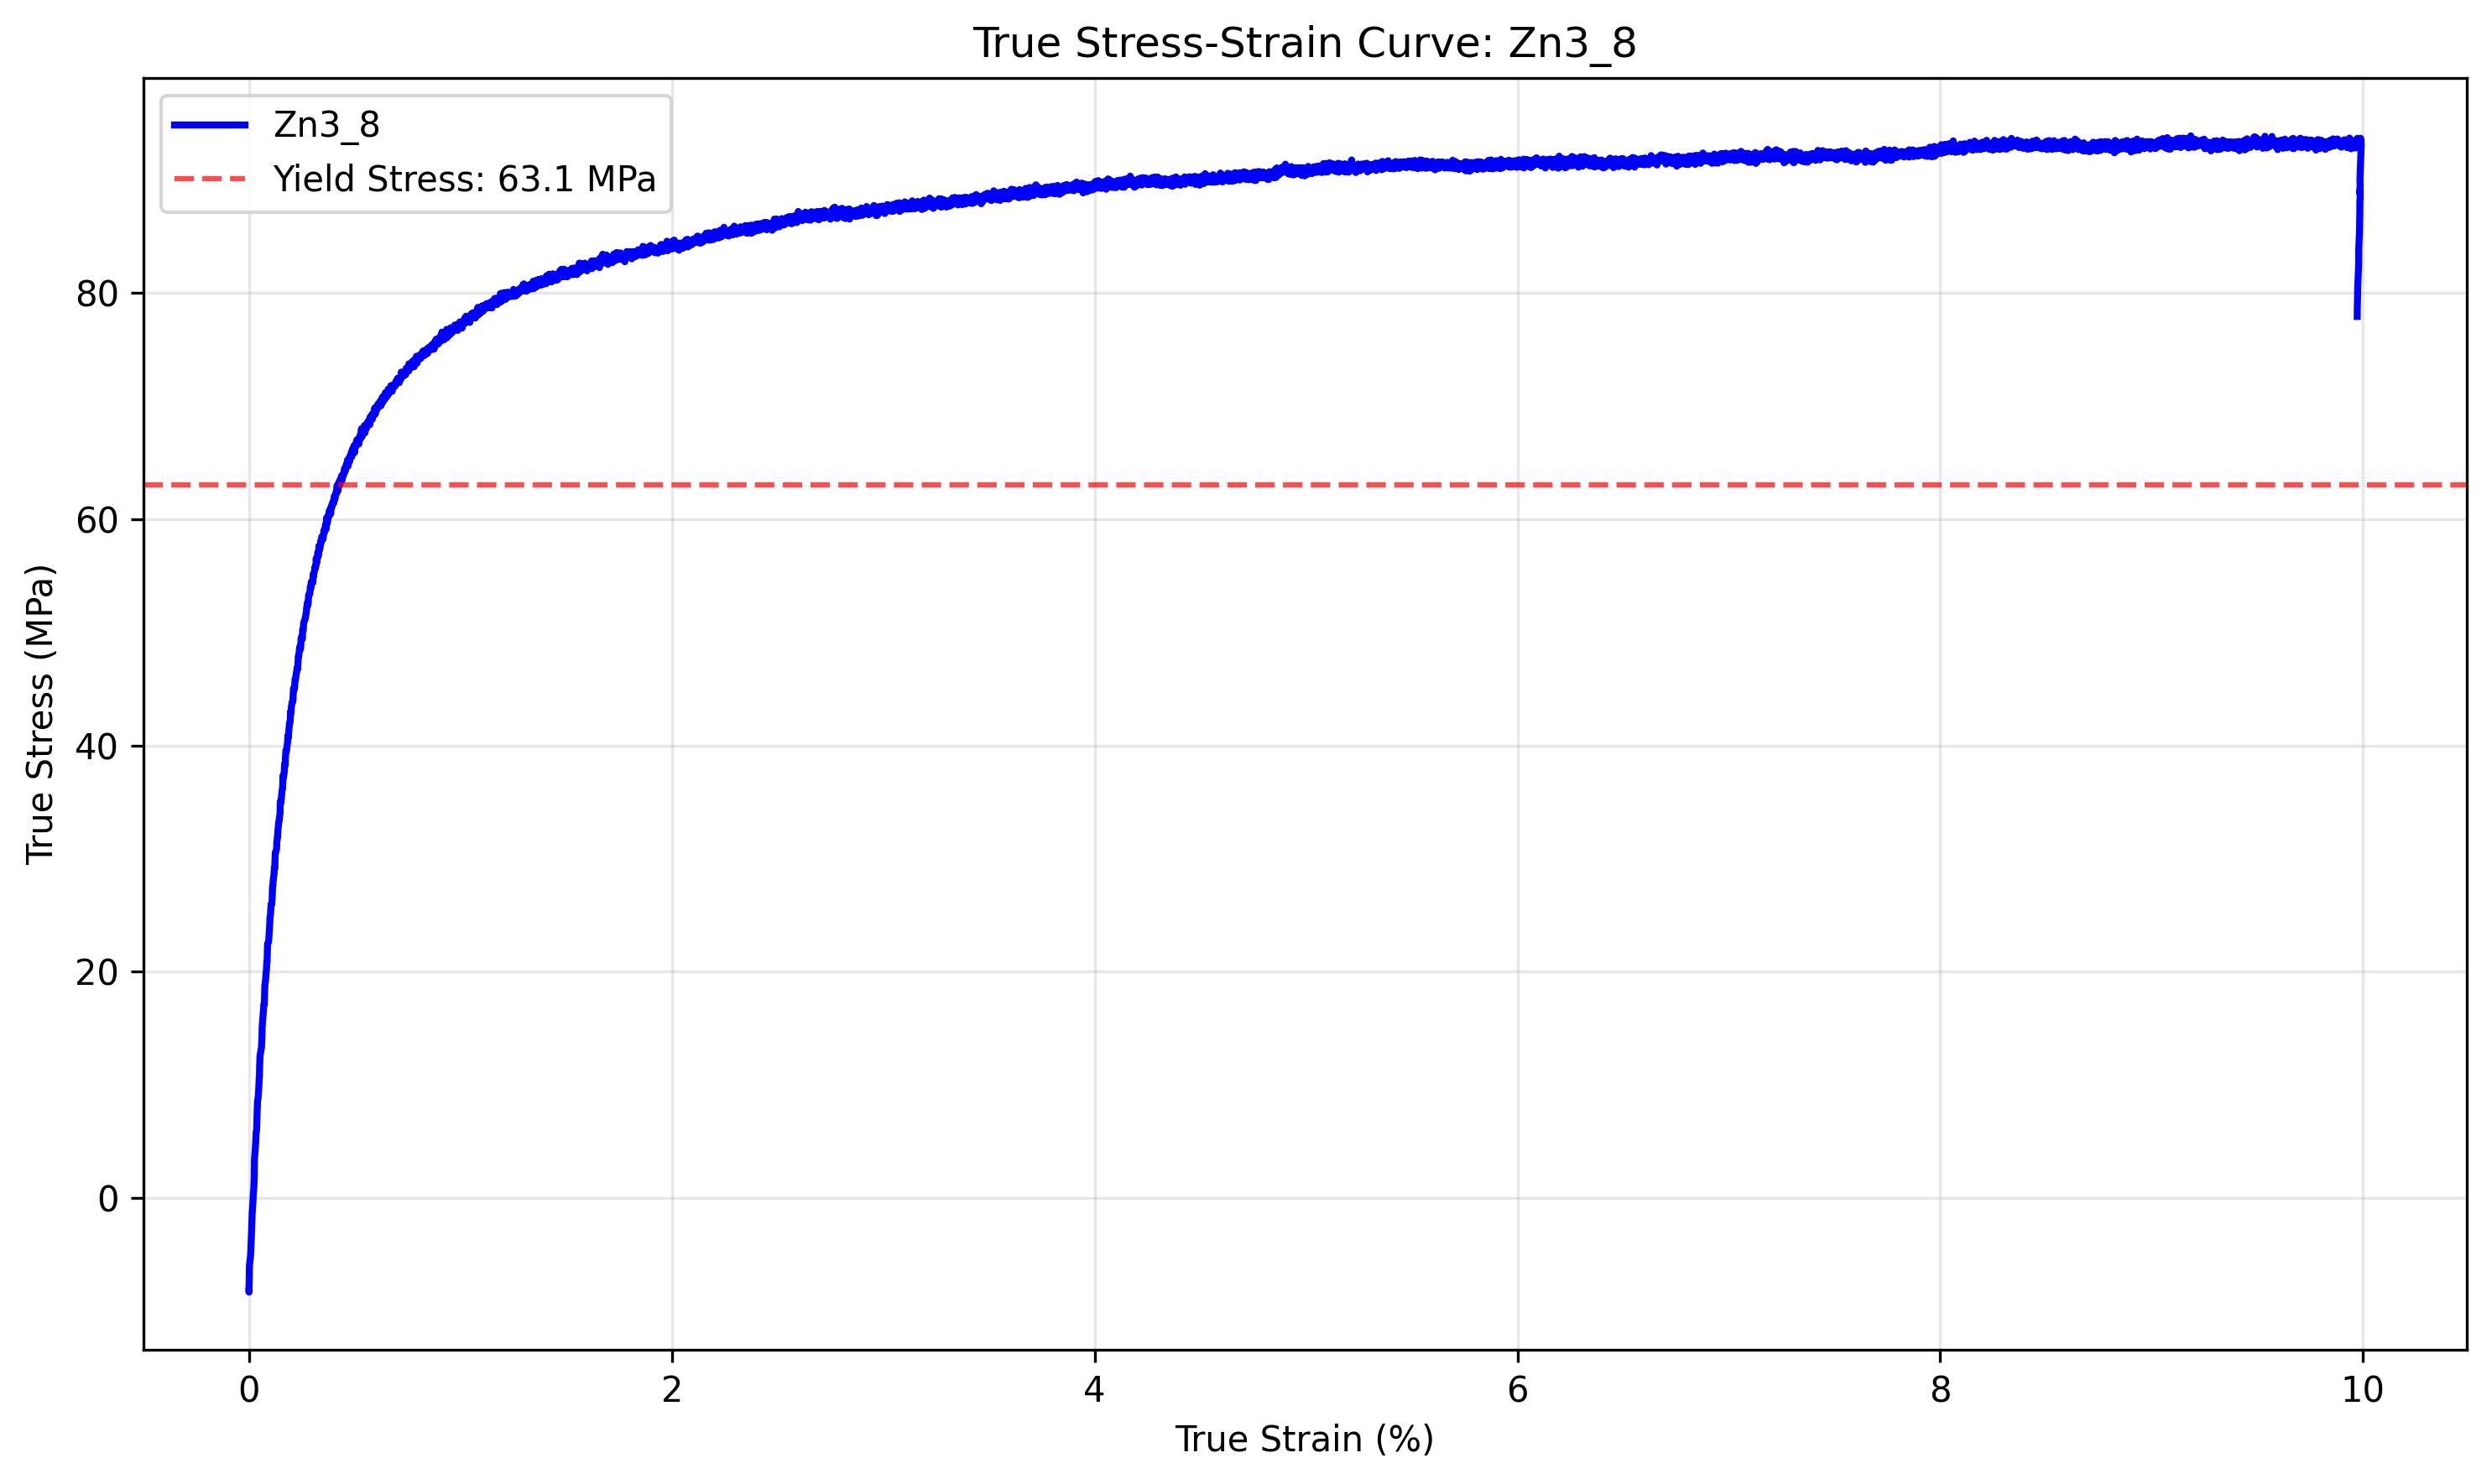 True Stress-Strain Curve: Zn3_8
Zn3_8
Yield Stress: 63.1 MPa
True Stress (MPa)
80
60
40
20
0
0 2 4 6 8 10
True Strain (%)